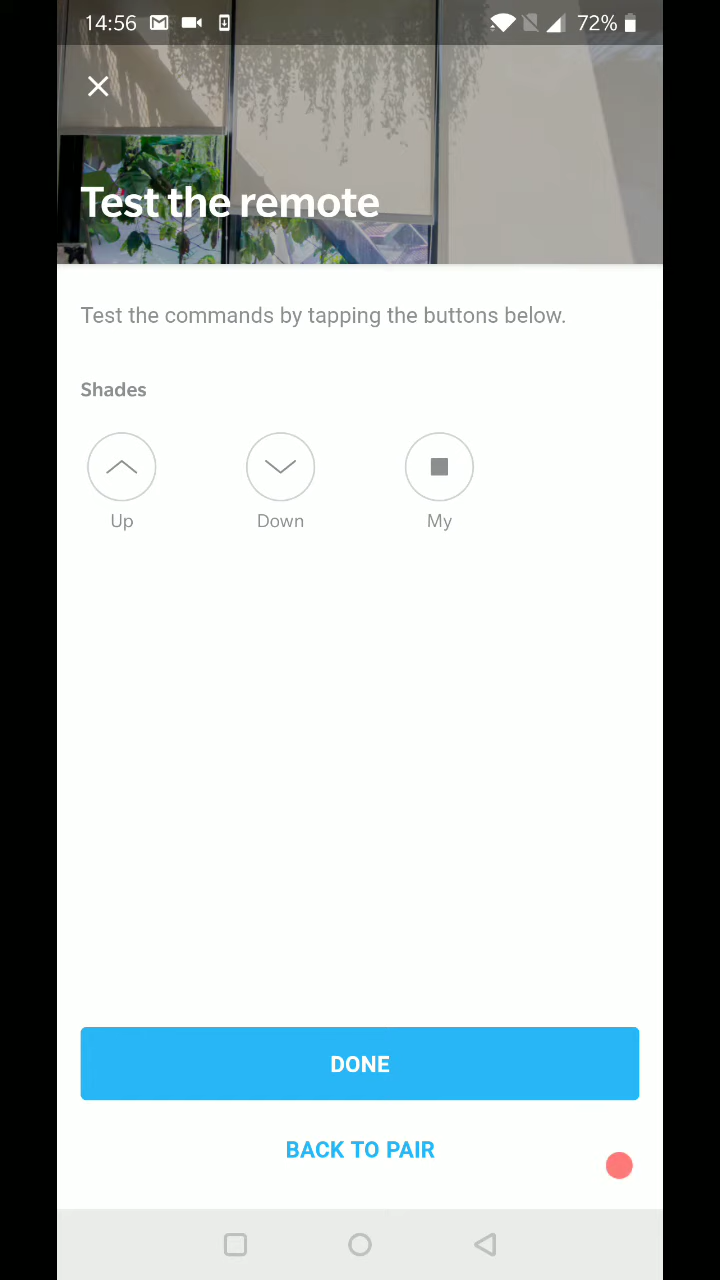 14:56
72%
Test the remote
Test the commands by tapping the buttons below.
Shades
Up
Down
My
DONE
BACK TO PAIR